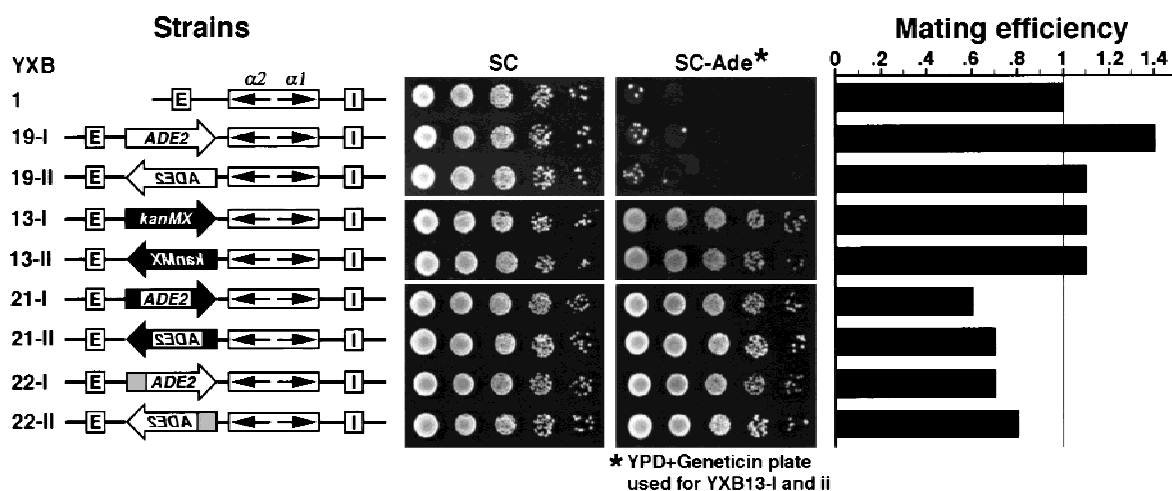 Strains
Mating efficiency
YXB
α2 α1
SC
SC-Ade*
0 .2 .4 .6 .8 1 1.2 1.4
1 E I
19-I E ADE2 I
19-II E ADE2 I
13-I E kanMX I
13-II E kanMX I
21-I E ADE2 I
21-II E ADE2 I
22-I E ADE2 I
22-II E ADE2 I
* YPD+Geneticin plate
used for YXB13-I and ii